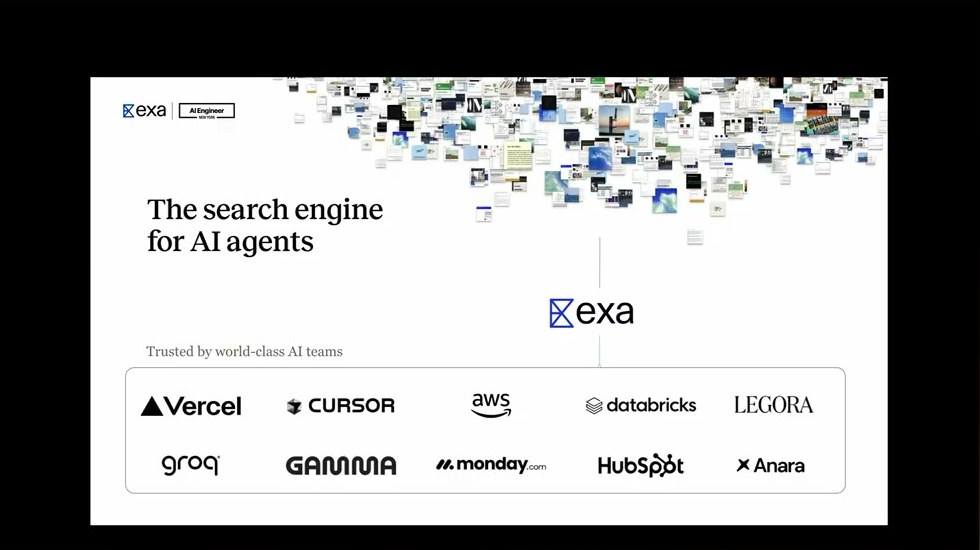 exa
AI Engineer
NEW YORK
The search engine
for AI agents
exa
Trusted by world-class AI teams
Vercel
CURSOR
aws
databricks
LEGORA
groq
GAMMA
monday.com
HubSpot
Anara